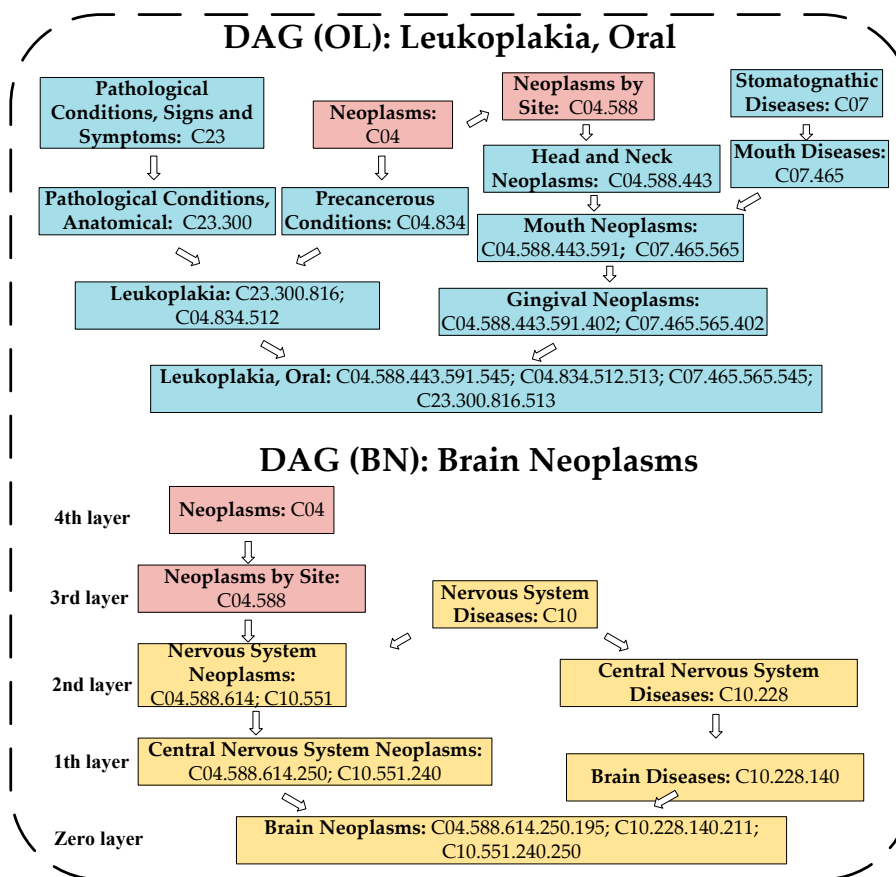 DAG (OL): Leukoplakia, Oral
Pathological
Conditions, Signs and
Symptoms: C23
Neoplasms:
C04
Neoplasms by
Site: C04.588
Stomatognathic
Diseases: C07
Pathological Conditions,
Anatomical: C23.300
Precancerous
Conditions: C04.834
Head and Neck
Neoplasms: C04.588.443
Mouth Diseases:
C07.465
Mouth Neoplasms:
C04.588.443.591; C07.465.565
Leukoplakia: C23.300.816;
C04.834.512
Gingival Neoplasms:
C04.588.443.591.402; C07.465.565.402
Leukoplakia, Oral: C04.588.443.591.545; C04.834.512.513; C07.465.565.545;
C23.300.816.513
DAG (BN): Brain Neoplasms
4th layer
Neoplasms: C04
3rd layer
Neoplasms by Site:
C04.588
Nervous System
Diseases: C10
2nd layer
Nervous System
Neoplasms:
C04.588.614; C10.551
Central Nervous System
Diseases: C10.228
1th layer
Central Nervous System Neoplasms:
C04.588.614.250; C10.551.240
Brain Diseases: C10.228.140
Zero layer
Brain Neoplasms: C04.588.614.250.195; C10.228.140.211;
C10.551.240.250